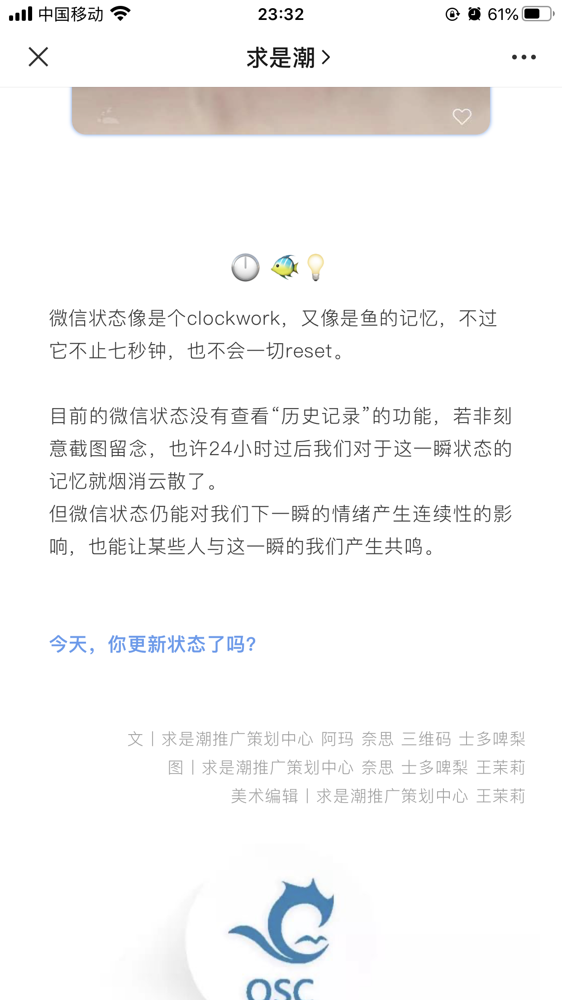 中国移动
23:32
61%
求是潮
微信状态像是个clockwork，又像是鱼的记忆，不过
它不止七秒钟，也不会一切reset。
目前的微信状态没有查看“历史记录”的功能，若非刻
意截图留念，也许24小时过后我们对于这一瞬状态的
记忆就烟消云散了。
但微信状态仍能对我们下一瞬的情绪产生连续性的影
响，也能让某些人与这一瞬的我们产生共鸣。
今天，你更新状态了吗?
文丨求是潮推广策划中心 阿玛 奈思 三维码 士多啤梨
图丨求是潮推广策划中心 奈思 士多啤梨 王茉莉
美术编辑丨求是潮推广策划中心 王茉莉
QSC